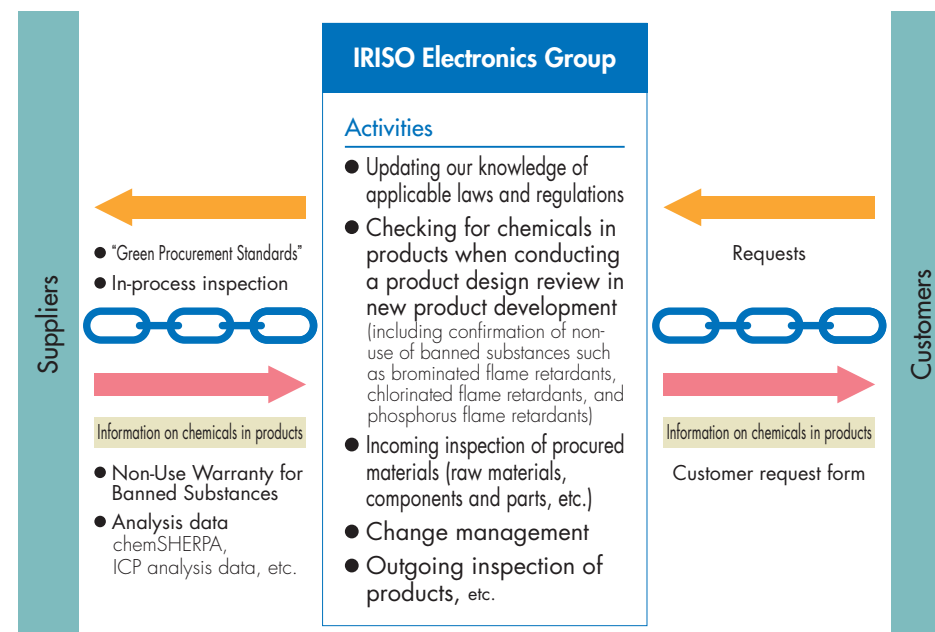 Suppliers
"Green Procurement Standards"
In-process inspection
Information on chemicals in products
Non-Use Warranty for
Banned Substances
Analysis data
chemSHERPA,
ICP analysis data, etc.
IRISO Electronics Group
Activities
Updating our knowledge of
applicable laws and regulations
Checking for chemicals in
products when conducting
a product design review in
new product development
(including confirmation of non-
use of banned substances such
as brominated flame retardants,
chlorinated flame retardants, and
phosphorus flame retardants)
Incoming inspection of procured
materials (raw materials,
components and parts, etc.)
Change management
Outgoing inspection of
products, etc.
Requests
Information on chemicals in products
Customer request form
Customers